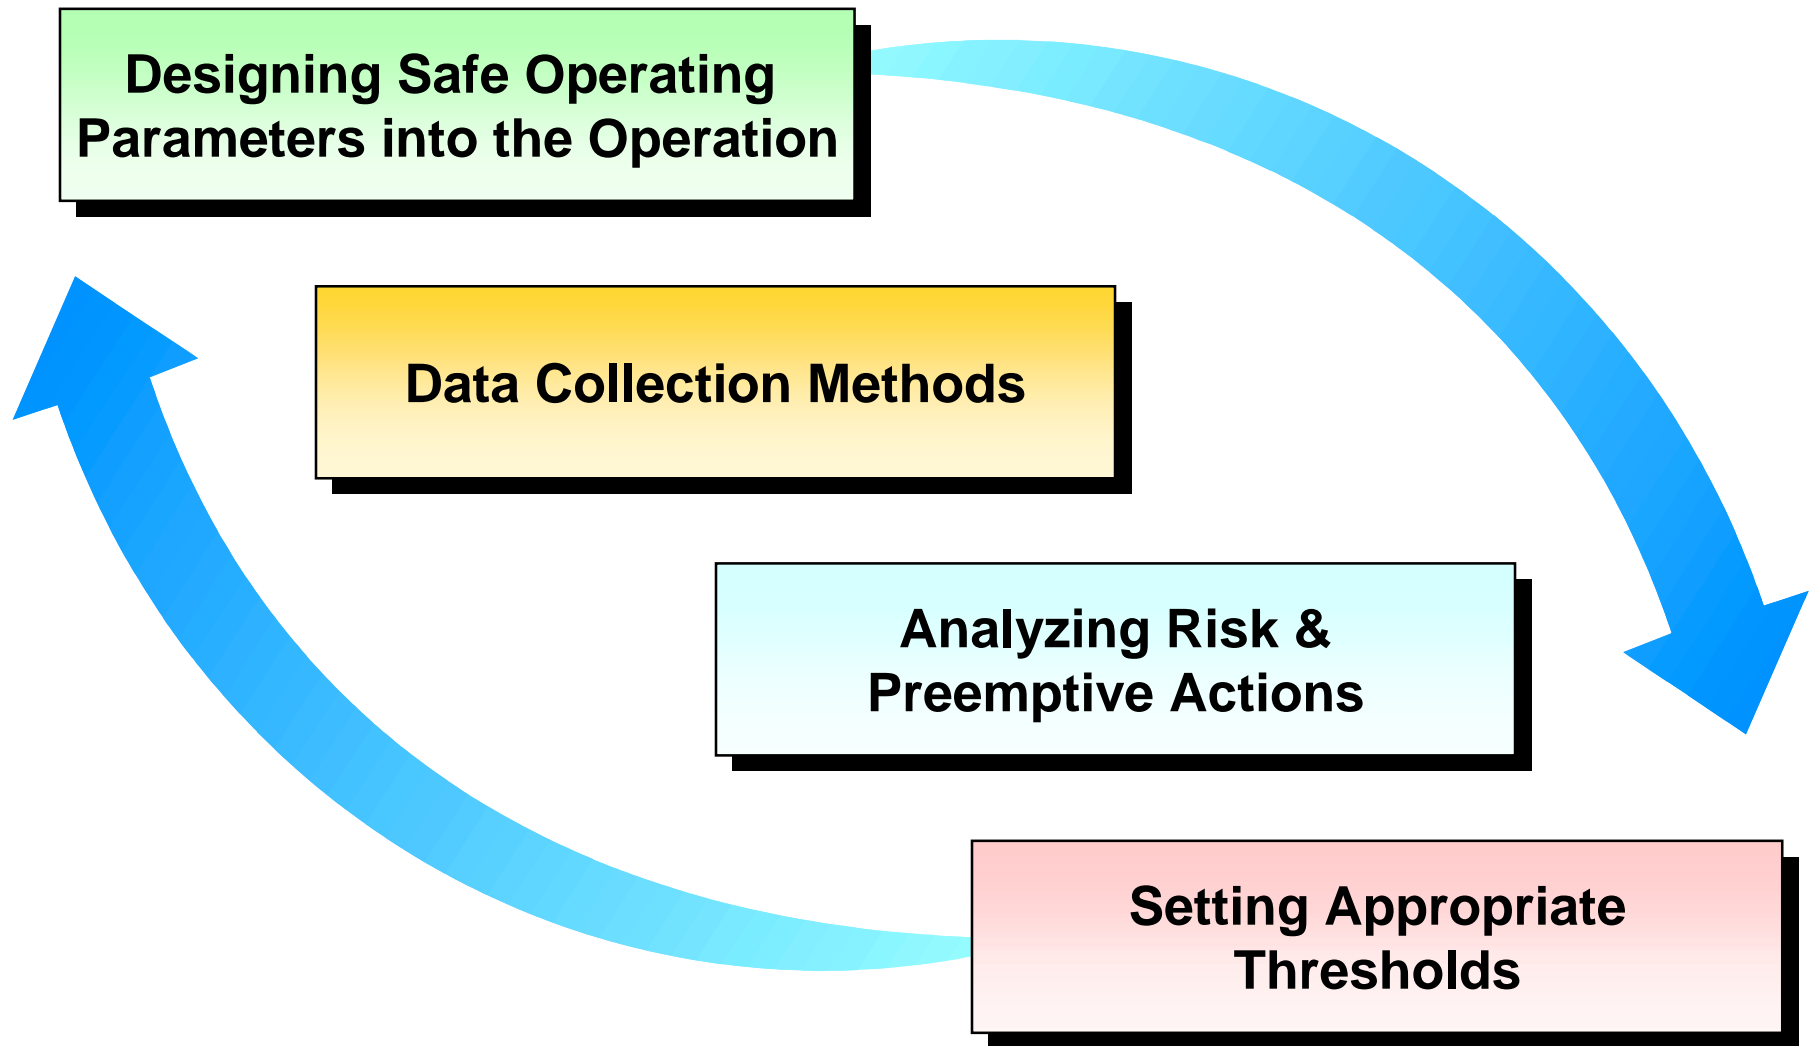 Designing Safe Operating
Parameters into the Operation
Data Collection Methods
Analyzing Risk &
Preemptive Actions
Setting Appropriate
Thresholds